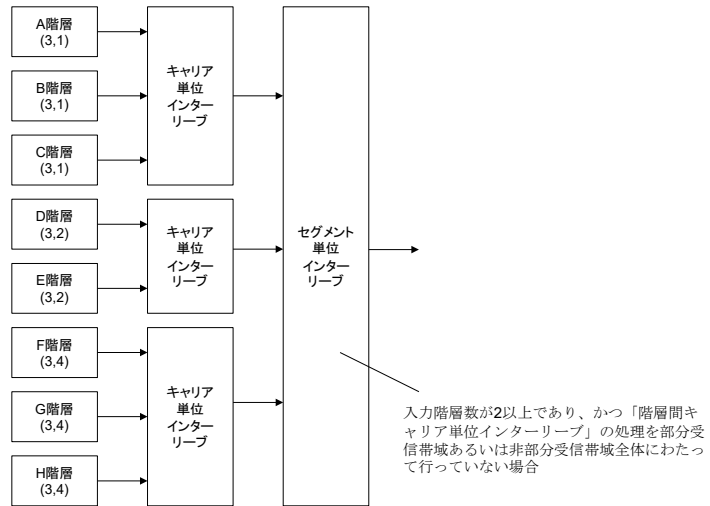 A階層
(3,1)
B階層
(3,1)
C階層
(3,1)
D階層
(3,2)
E階層
(3,2)
F階層
(3,4)
G階層
(3,4)
H階層
(3,4)
キャリア
単位
インター
リーブ
キャリア
単位
インター
リーブ
キャリア
単位
インター
リーブ
セグメント
単位
インター
リーブ
入力階層数が2以上であり、かつ「階層間キ
ャリア単位インターリーブ」の処理を部分受
信帯域あるいは非部分受信帯域全体にわたっ
て行っていない場合